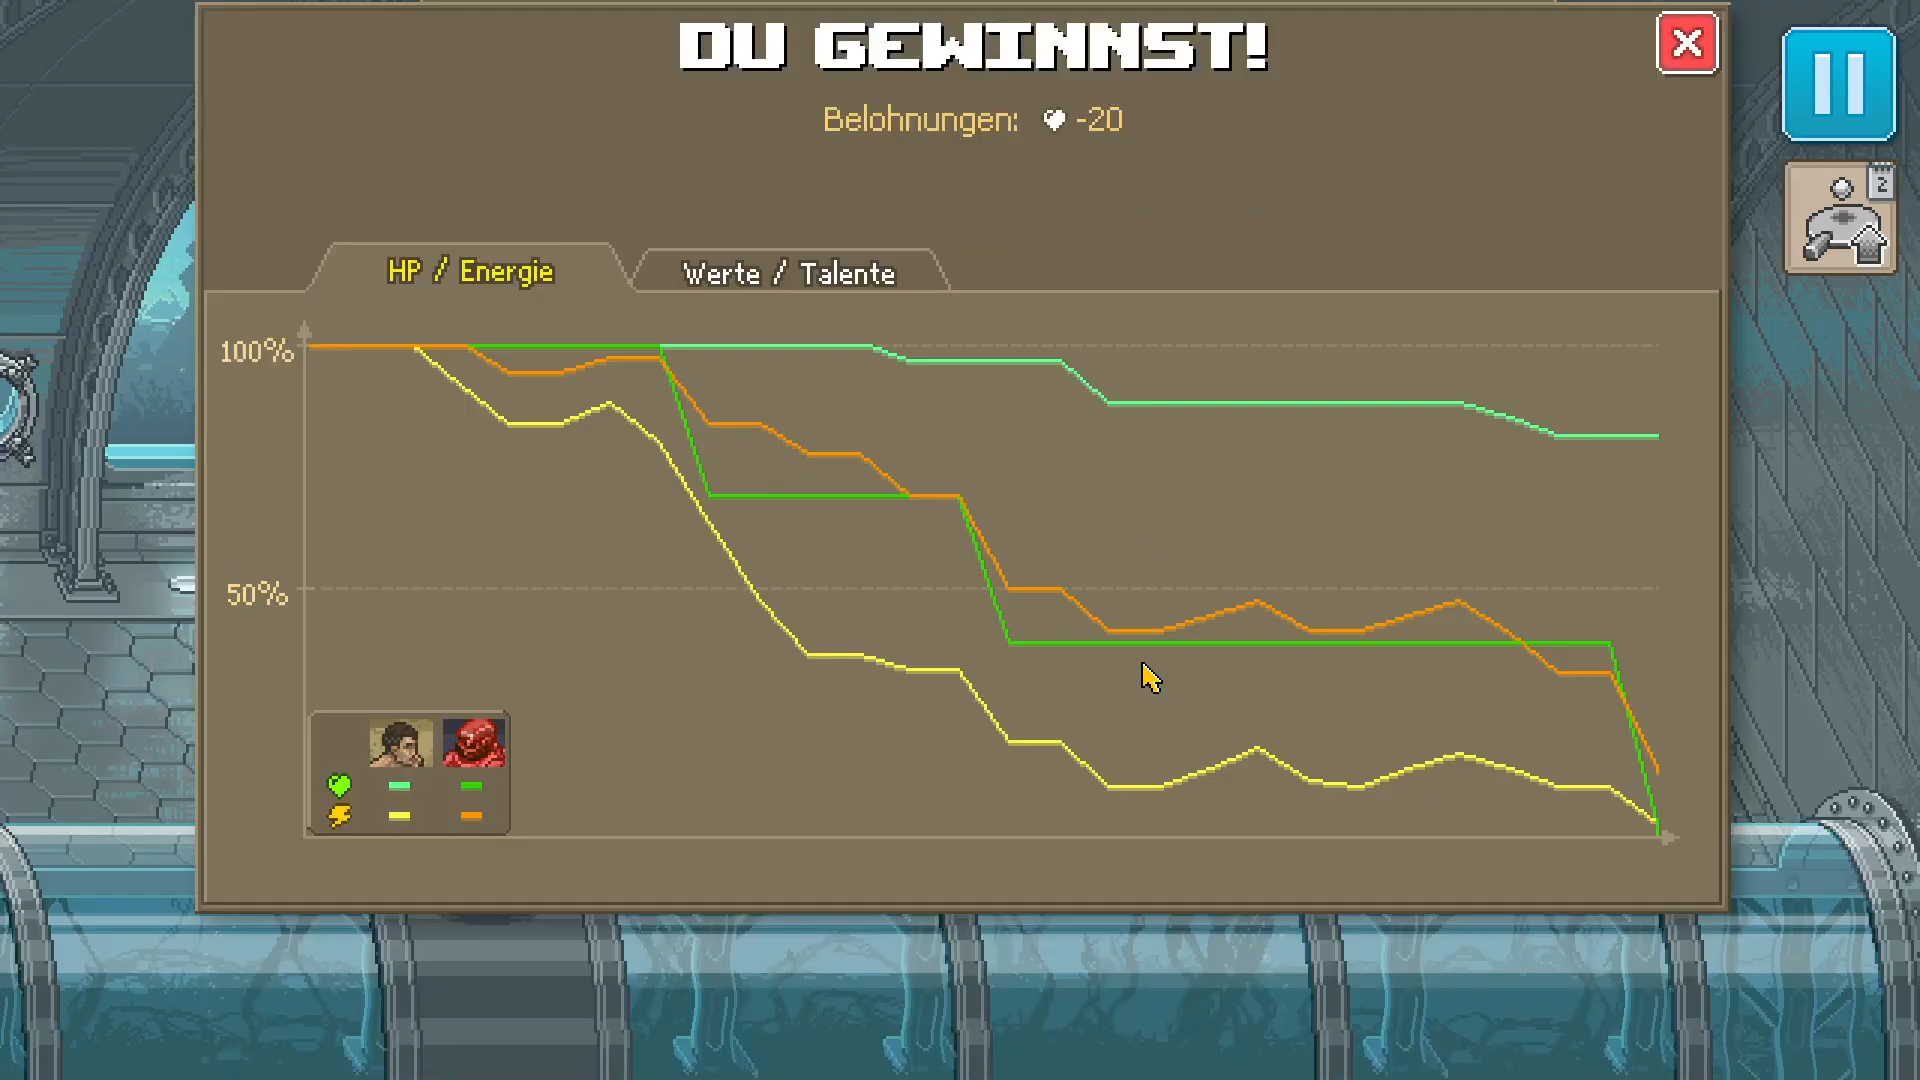 DU GEWINNST!
Belohnungen: -20
2
HP / Energie
Werte / Talente
100%
50%